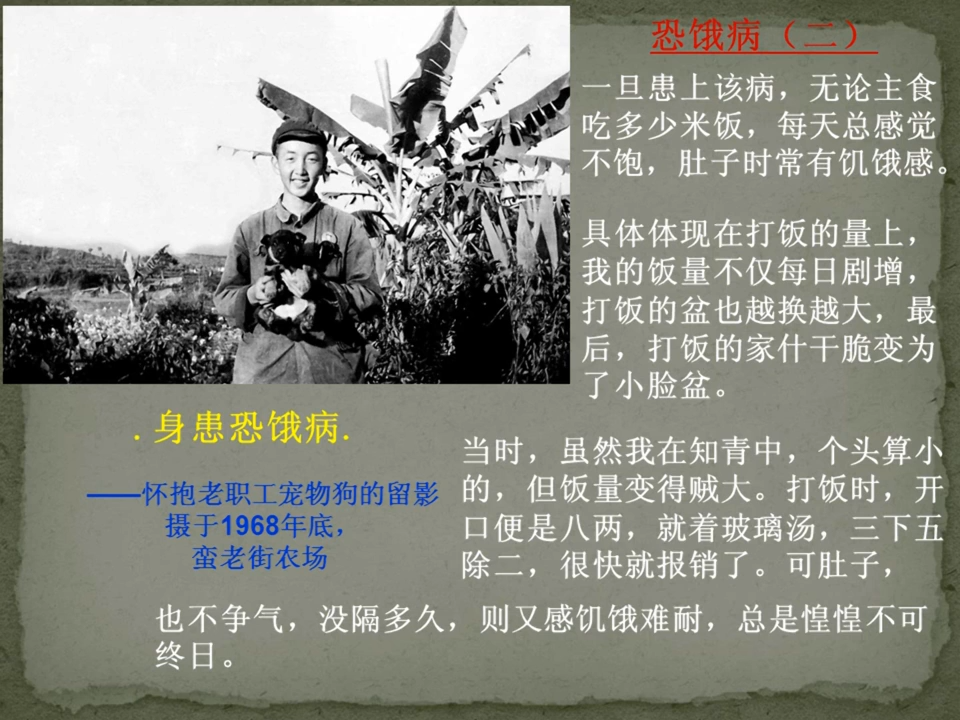 恐饿病（二）
一旦患上该病，无论主食
吃多少米饭，每天总感觉
不饱，肚子时常有饥饿感。
具体体现在打饭的量上，
我的饭量不仅每日剧增，
打饭的盆也越换越大，最
后，打饭的家什干脆变为
了小脸盆。
.身患恐饿病.
——怀抱老职工宠物狗的留影
摄于1968年底，
蛮老街农场
当时，虽然我在知青中，个头算小
的，但饭量变得贼大。打饭时，开
口便是八两，就着玻璃汤，三下五
除二，很快就报销了。可肚子，
也不争气，没隔多久，则又感饥饿难耐，总是惶惶不可
终日。